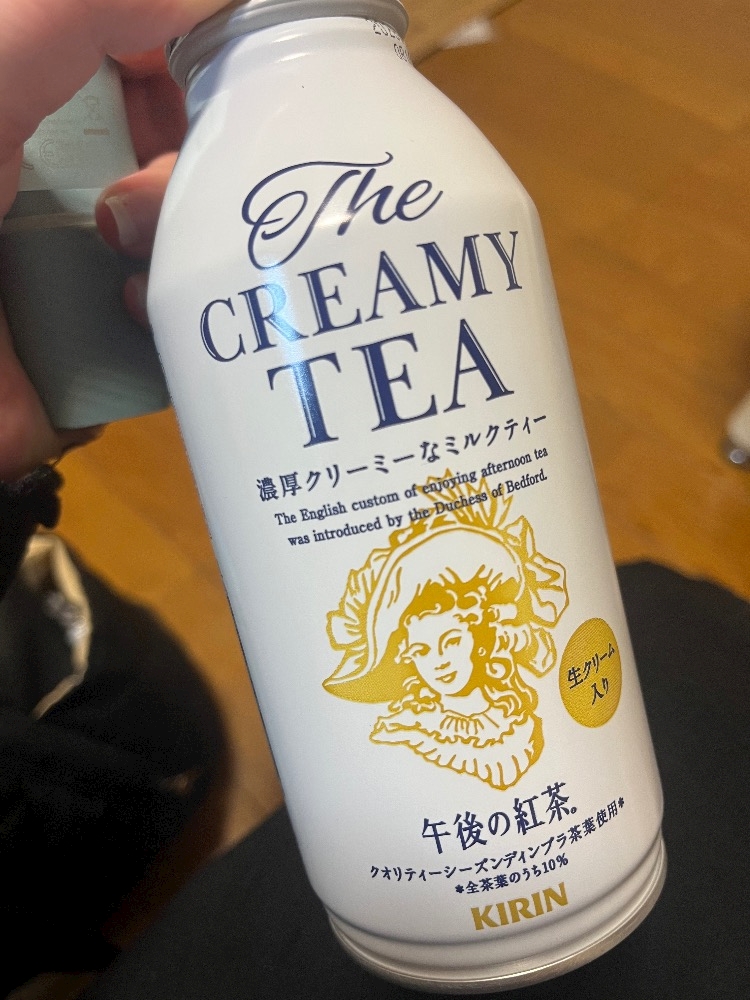 The
CREAMY
TEA
濃厚クリーミーなミルクティー
The English custom of enjoying afternoon tea
was introduced by the Duchess of Bedford.
生クリーム
入り
午後の紅茶。
クオリティーシーズンディンブラ茶葉使用*
*全茶葉のうち10%
KIRIN